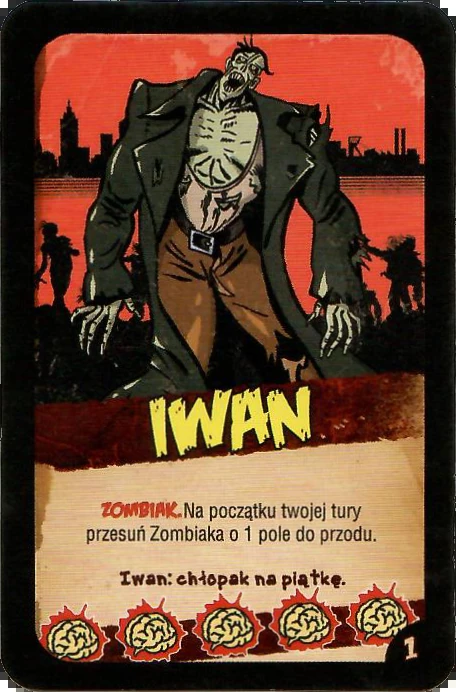 IWAN
ZOMBIAK. Na początku twojej tury
przesuń Zombiaka o 1 pole do przodu.
Iwan: chłopak na piątkę.
1